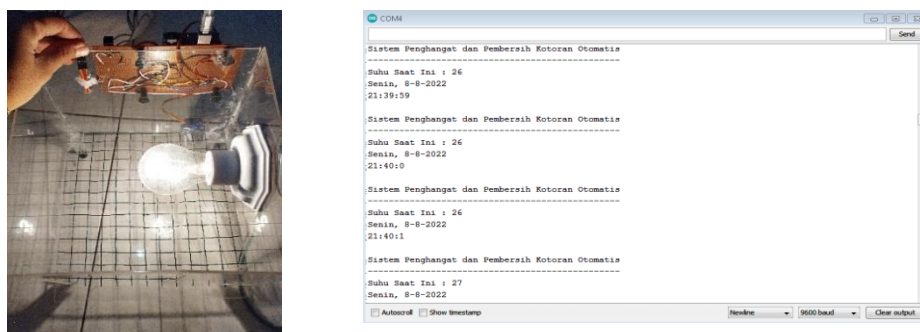 COM4
Send
Sistem Penghangat dan Pembersih Kotoran Otomatis
------------------------------------------------
Suhu Saat Ini : 26
Senin, 8-8-2022
21:39:59
Sistem Penghangat dan Pembersih Kotoran Otomatis
------------------------------------------------
Suhu Saat Ini : 26
Senin, 8-8-2022
21:40:0
Sistem Penghangat dan Pembersih Kotoran Otomatis
------------------------------------------------
Suhu Saat Ini : 26
Senin, 8-8-2022
21:40:1
Sistem Penghangat dan Pembersih Kotoran Otomatis
------------------------------------------------
Suhu Saat Ini : 27
Senin, 8-8-2022
Autoscroll Show timestamp Newline 9600 baud Clear output